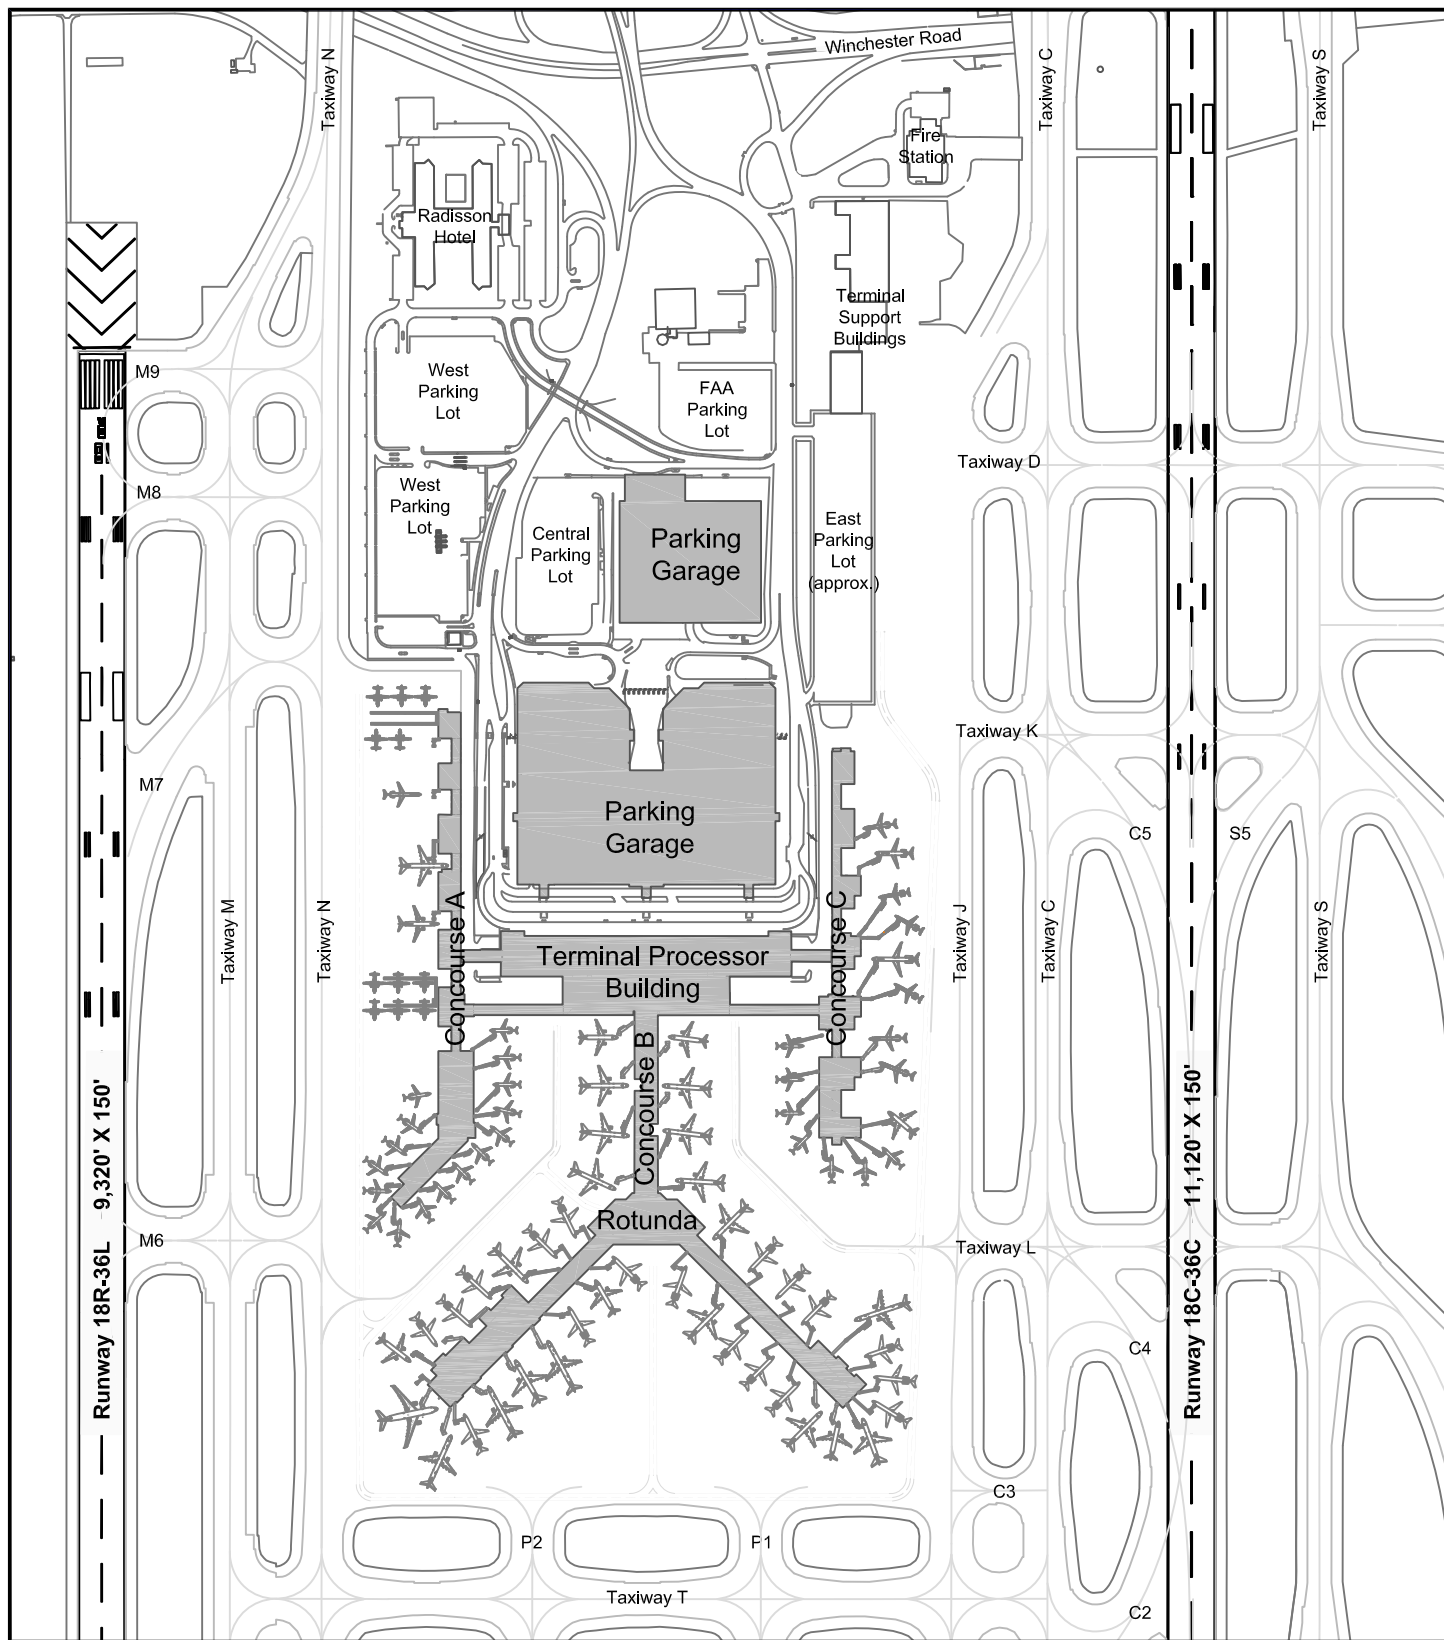 Winchester Road
Taxiway N
Taxiway C
Taxiway S
Fire
Station
Radisson
Hotel
Terminal
Support
Buildings
M9
West
Parking
Lot
FAA
Parking
Lot
Taxiway D
M8
West
Parking
Lot
Central
Parking
Lot
Parking
Garage
East
Parking
Lot
(approx.)
Taxiway K
M7
Parking
Garage
C5
S5
Taxiway M
Taxiway N
Concourse A
Terminal Processor
Building
Concourse B
Concourse C
Taxiway J
Taxiway C
Taxiway S
Runway 18R-36L 9,320' X 150'
Runway 18C-36C 11,120' X 150'
M6
Rotunda
Taxiway L
C4
C3
P2
P1
Taxiway T
C2